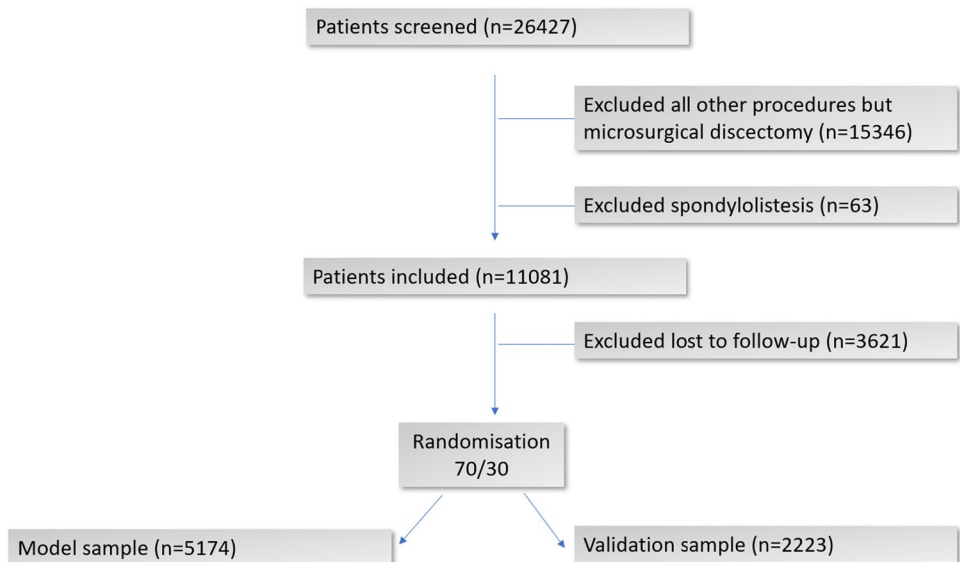 Patients screened (n=26427)
Excluded all other procedures but
microsurgical discectomy (n=15346)
Excluded spondylolistesis (n=63)
Patients included (n=11081)
Excluded lost to follow-up (n=3621)
Randomisation
70/30
Model sample (n=5174)
Validation sample (n=2223)